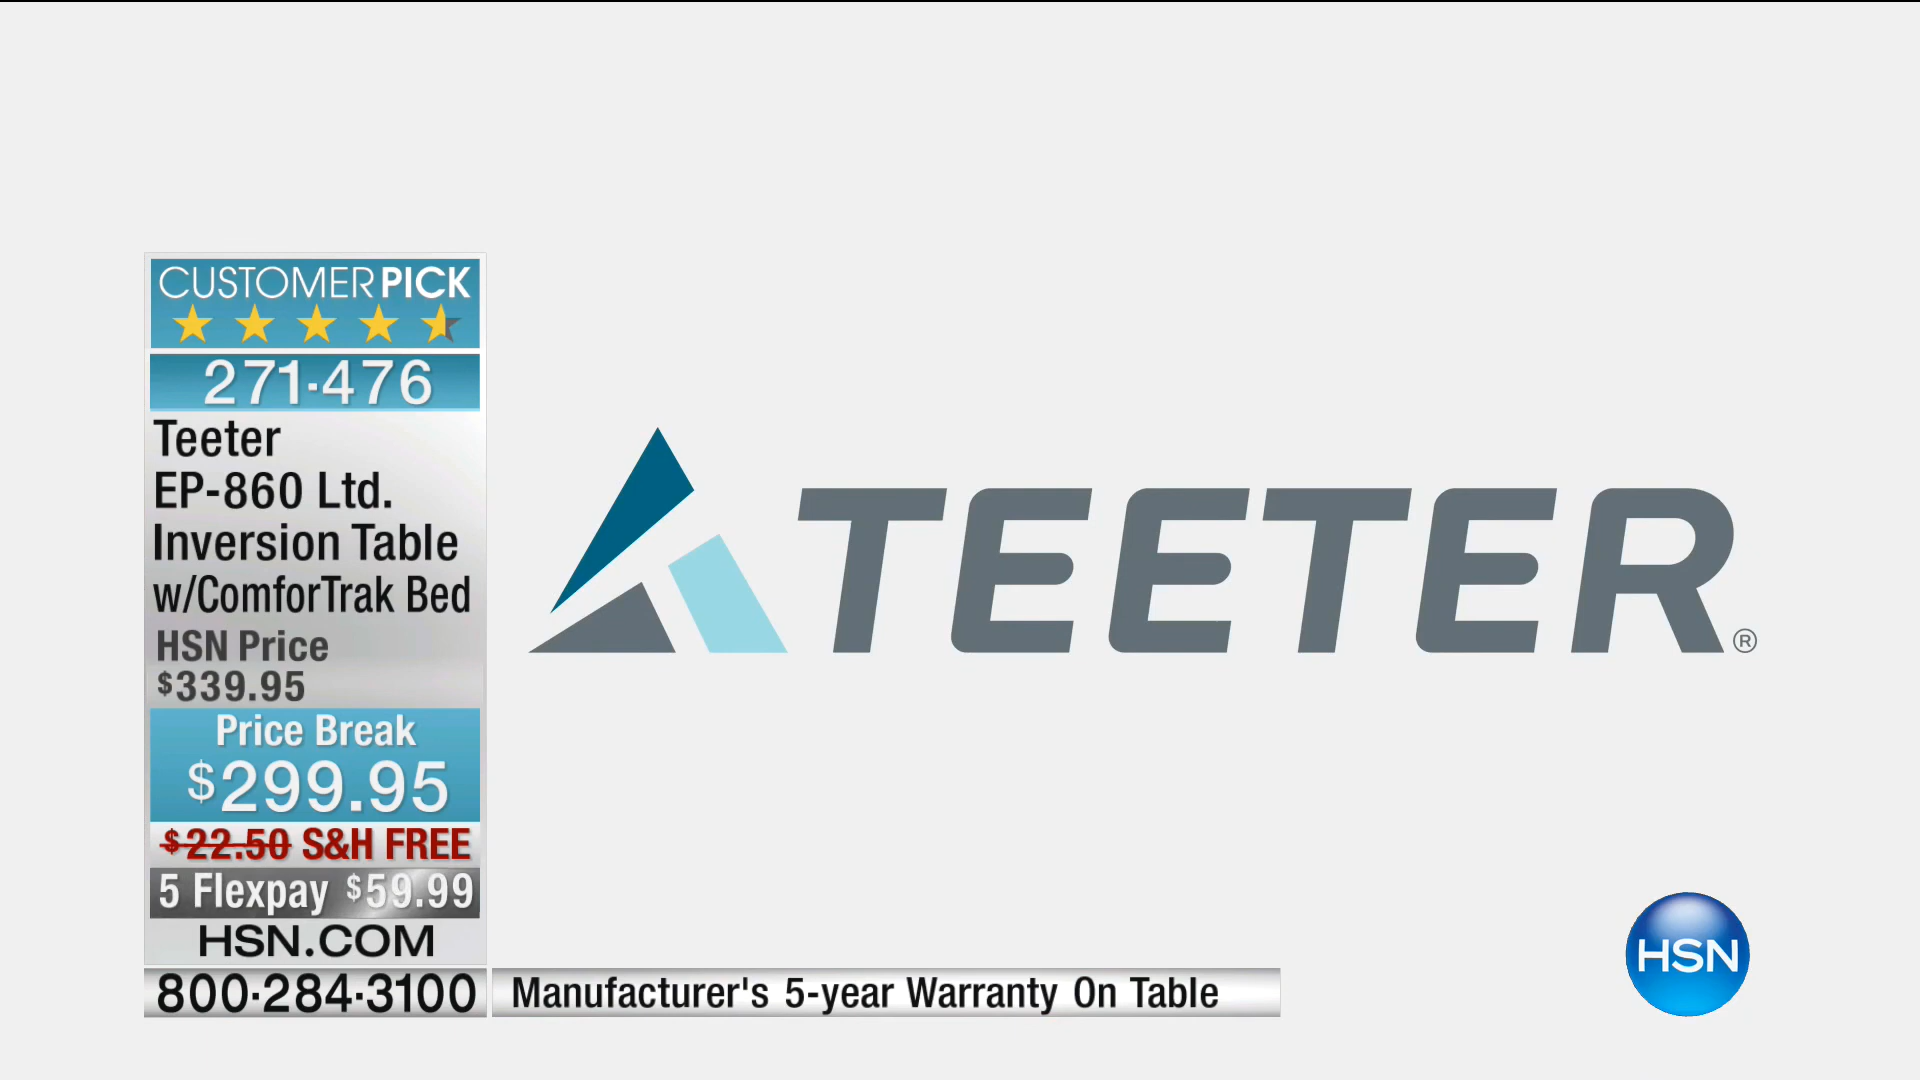 CUSTOMERPICK
271·476
Teeter
EP-860 Ltd.
Inversion Table
w/ComforTrak Bed
HSN Price
$339.95
Price Break
$299.95
$22.50 S&H FREE
5 Flexpay $59.99
HSN.COM
800·284·3100
Manufacturer's 5-year Warranty On Table
TEETER®
HSN